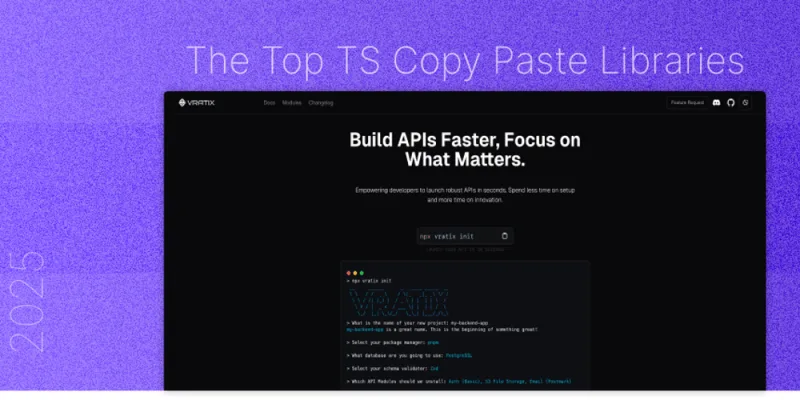 The Top TS Copy Paste Libraries
2025
VRATIX
Docs Modules Changelog
Feature Request
Build APIs Faster, Focus on
What Matters.
Empowering developers to launch robust APIs in seconds. Spend less time on setup
and more time on innovation.
npx vratix init
> npx vratix init
VRATIX
> What is the name of your new project: my-backend-app
my-backend-app is a great name. This is the beginning of something great!
> Select your package manager: pnpm
> What database are you going to use: PostgreSQL
> Select your schema validator: Zod
> Which API Modules should we install: Auth (Basic), S3 File Storage, Email (Postmark)